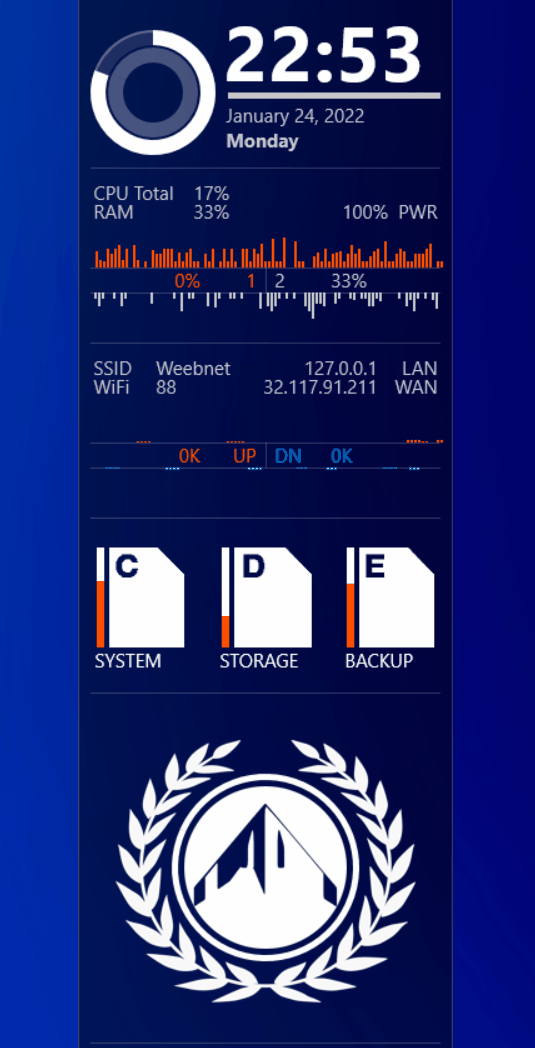 22:53
January 24, 2022
Monday
CPU Total 17%
RAM 33% 100% PWR
0% 1 2 33%
SSID Weebnet 127.0.0.1 LAN
WiFi 88 32.117.91.211 WAN
0K UP DN 0K
C D E
SYSTEM STORAGE BACKUP